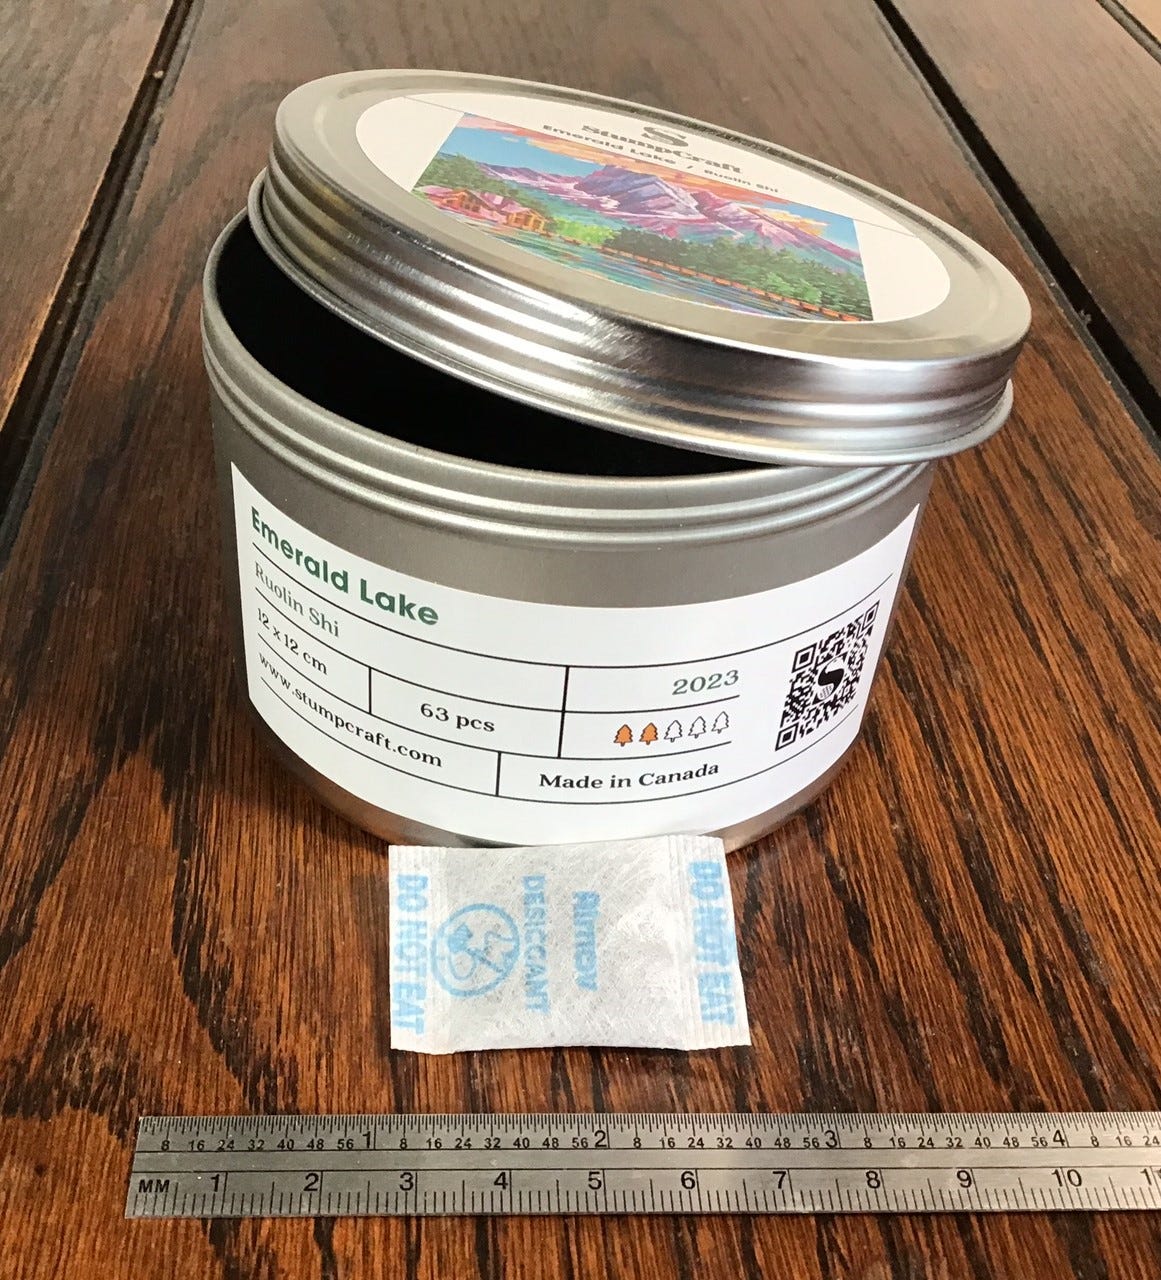 S
StumpCraft
Emerald Lake / Ruolin Shi
Emerald Lake
Ruolin Shi
12 x 12 cm
2023
63 pcs
www.stumpcraft.com
Made in Canada
DO NOT EAT
DESICCANT
DO NOT EAT
8 16 24 32 40 48 56 1 8 16 24 32 40 48 56 2 8 16 24 32 40 48 56 3 8 16 24 32 40 48 56 4 8 16 24
MM 1 2 3 4 5 6 7 8 9 10